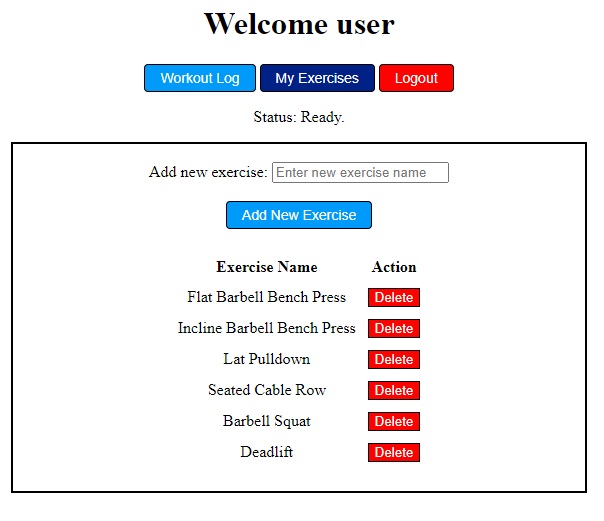 Welcome user
Workout Log My Exercises Logout
Status: Ready.
Add new exercise: Enter new exercise name
Add New Exercise
Exercise Name Action
Flat Barbell Bench Press Delete
Incline Barbell Bench Press Delete
Lat Pulldown Delete
Seated Cable Row Delete
Barbell Squat Delete
Deadlift Delete